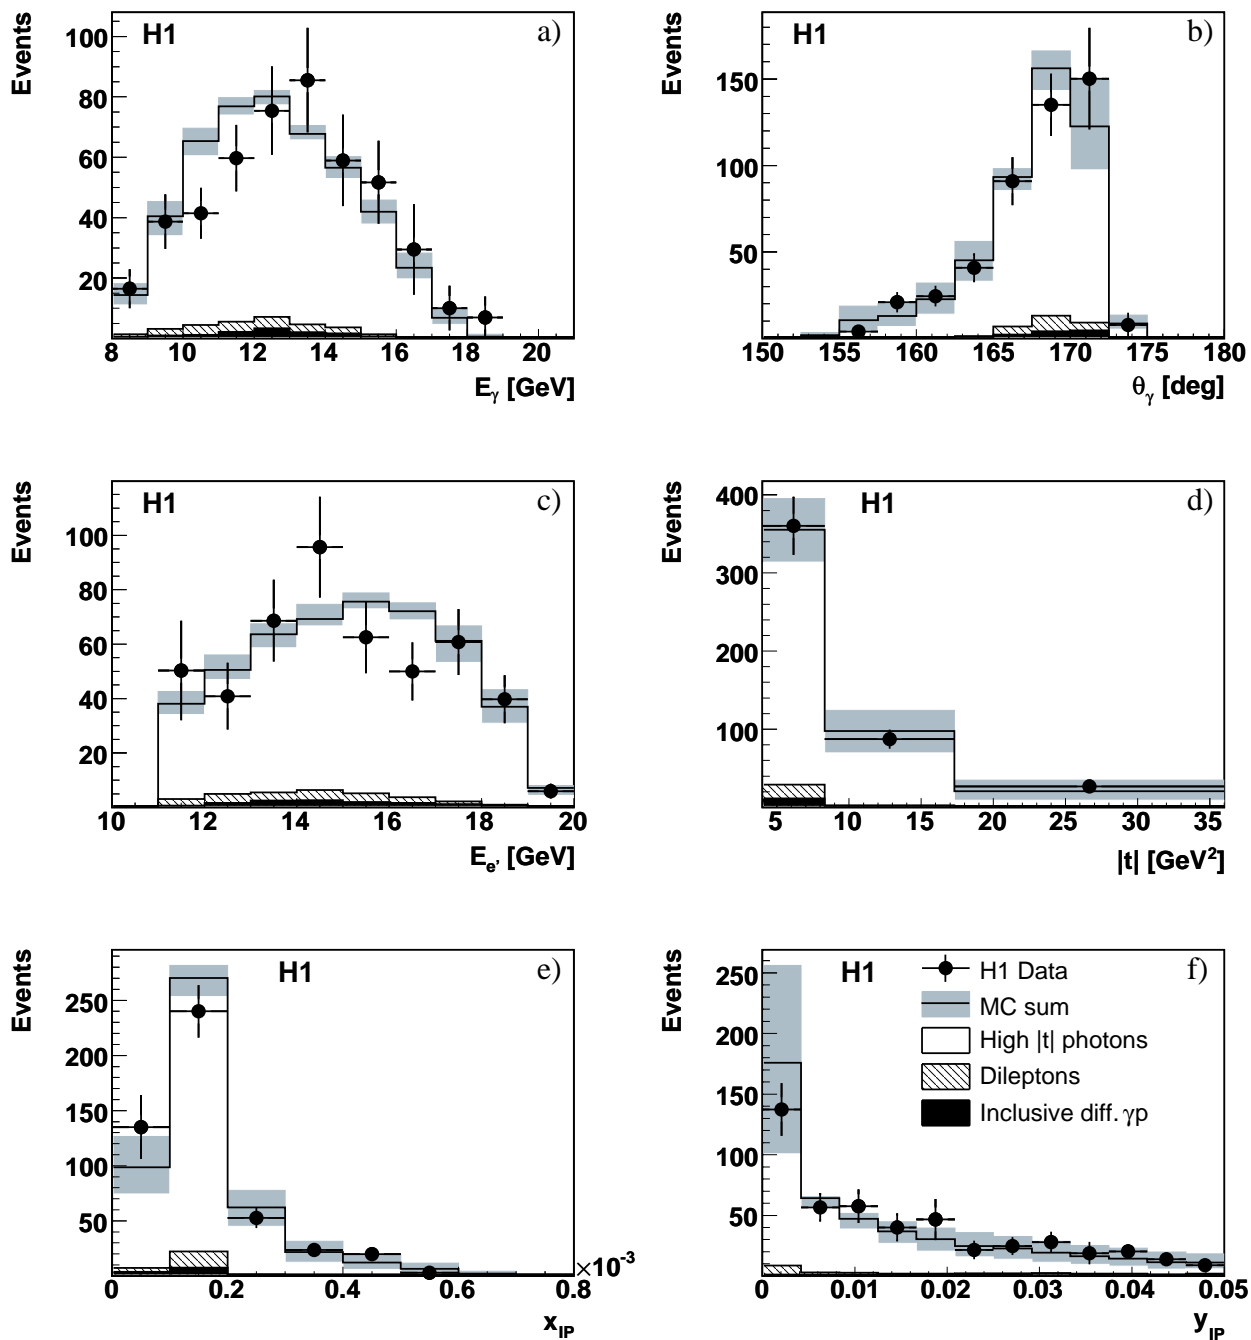 H1 a)
Events
100
80
60
40
20
8 10 12 14 16 18 20
E_γ [GeV]
H1 b)
Events
150
100
50
150 155 160 165 170 175 180
θ_γ [deg]
H1 c)
Events
100
80
60
40
20
10 12 14 16 18 20
E_e' [GeV]
H1 d)
Events
400
300
200
100
5 10 15 20 25 30 35
|t| [GeV²]
H1 e)
Events
250
200
150
100
50
0 0.2 0.4 0.6 0.8
×10⁻³
x_IP
H1 f)
Events
250
200
150
100
50
0 0.01 0.02 0.03 0.04 0.05
y_IP
H1 Data
MC sum
High |t| photons
Dileptons
Inclusive diff. γp